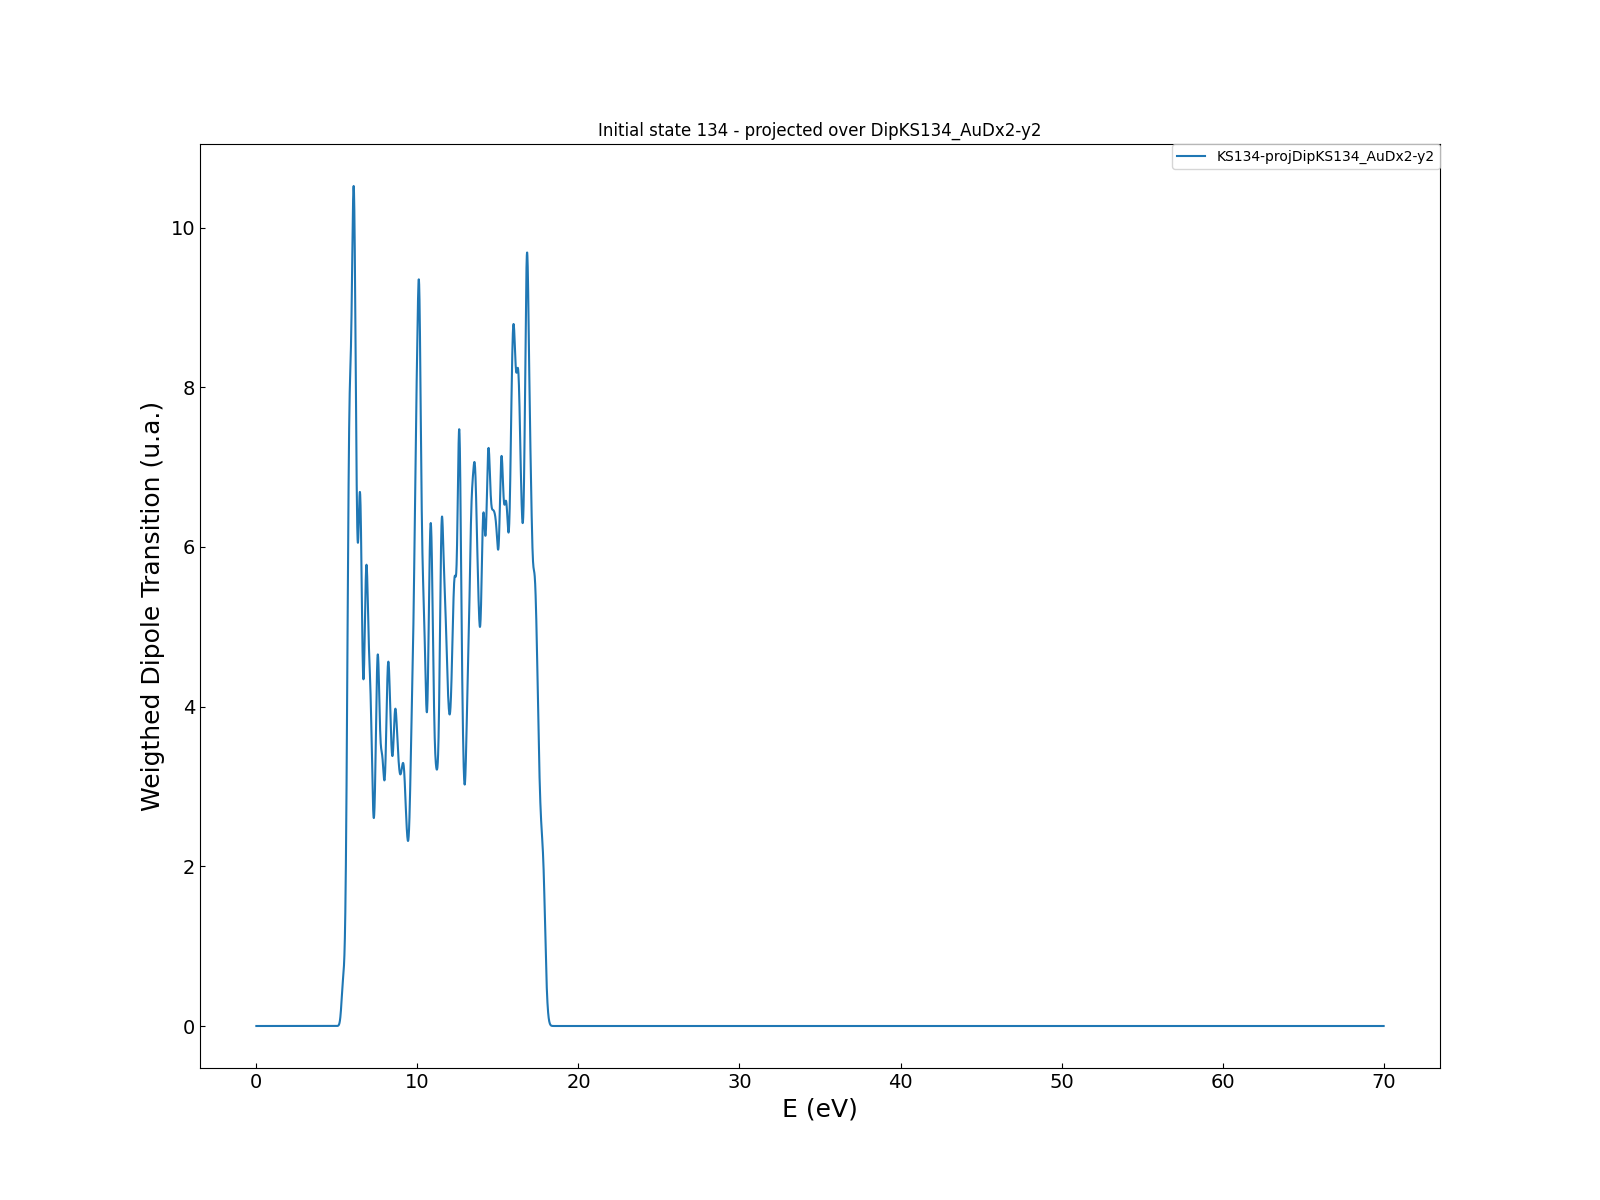 Initial state 134 - projected over DipKS134_AuDx2-y2
KS134-projDipKS134_AuDx2-y2
10
8
6
4
2
0
Weigthed Dipole Transition (u.a.)
0 10 20 30 40 50 60 70
E (eV)